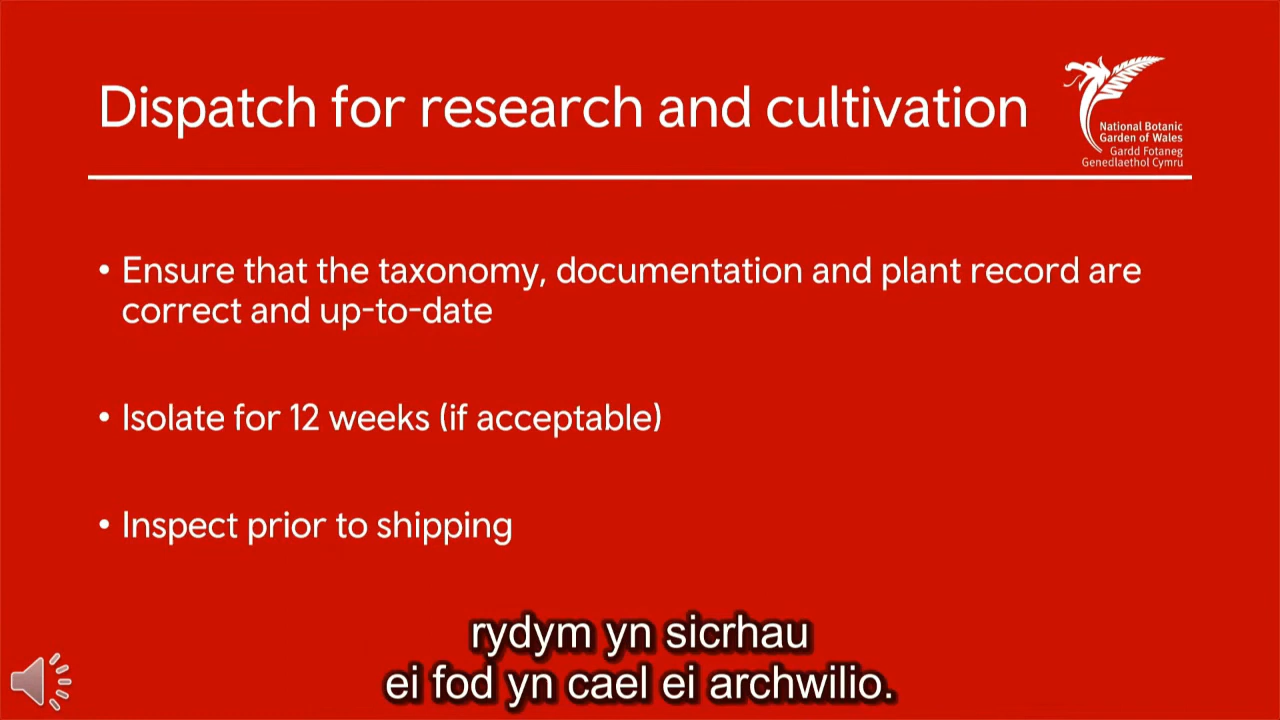 Dispatch for research and cultivation
National Botanic
Garden of Wales
Gardd Fotaneg
Genedlaethol Cymru
• Ensure that the taxonomy, documentation and plant record are
correct and up-to-date
• Isolate for 12 weeks (if acceptable)
• Inspect prior to shipping
rydym yn sicrhau
ei fod yn cael ei archwilio.